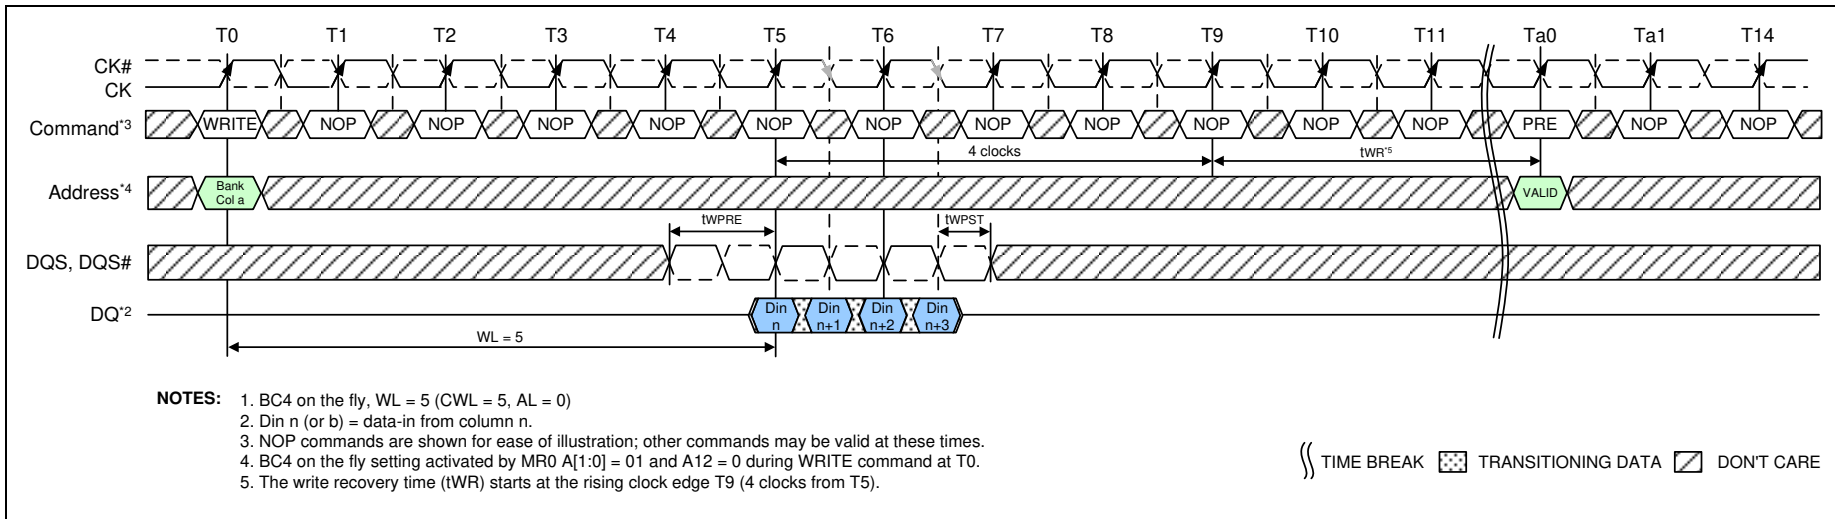 T0 T1 T2 T3 T4 T5 T6 T7 T8 T9 T10 T11 Ta0 Ta1 T14
CK#
CK
Command*3 WRITE NOP NOP NOP NOP NOP NOP NOP NOP NOP NOP NOP PRE NOP NOP
4 clocks tWR*5
Address*4 Bank Col a VALID
tWPRE tWPST
DQS, DQS#
DQ*2 Din n Din n+1 Din n+2 Din n+3
WL = 5
NOTES: 1. BC4 on the fly, WL = 5 (CWL = 5, AL = 0)
2. Din n (or b) = data-in from column n.
3. NOP commands are shown for ease of illustration; other commands may be valid at these times.
4. BC4 on the fly setting activated by MR0 A[1:0] = 01 and A12 = 0 during WRITE command at T0.
5. The write recovery time (tWR) starts at the rising clock edge T9 (4 clocks from T5).
TIME BREAK TRANSITIONING DATA DON'T CARE